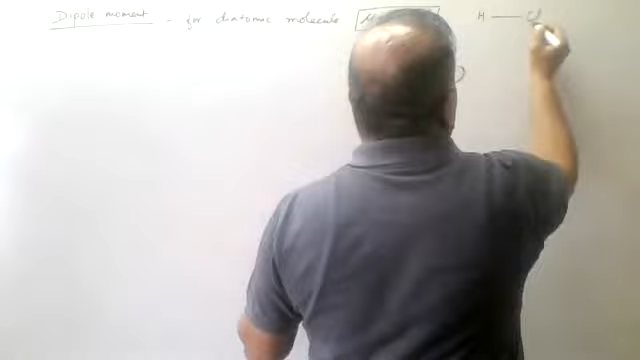 Dipole moment - for diatomic molecule H — Cl